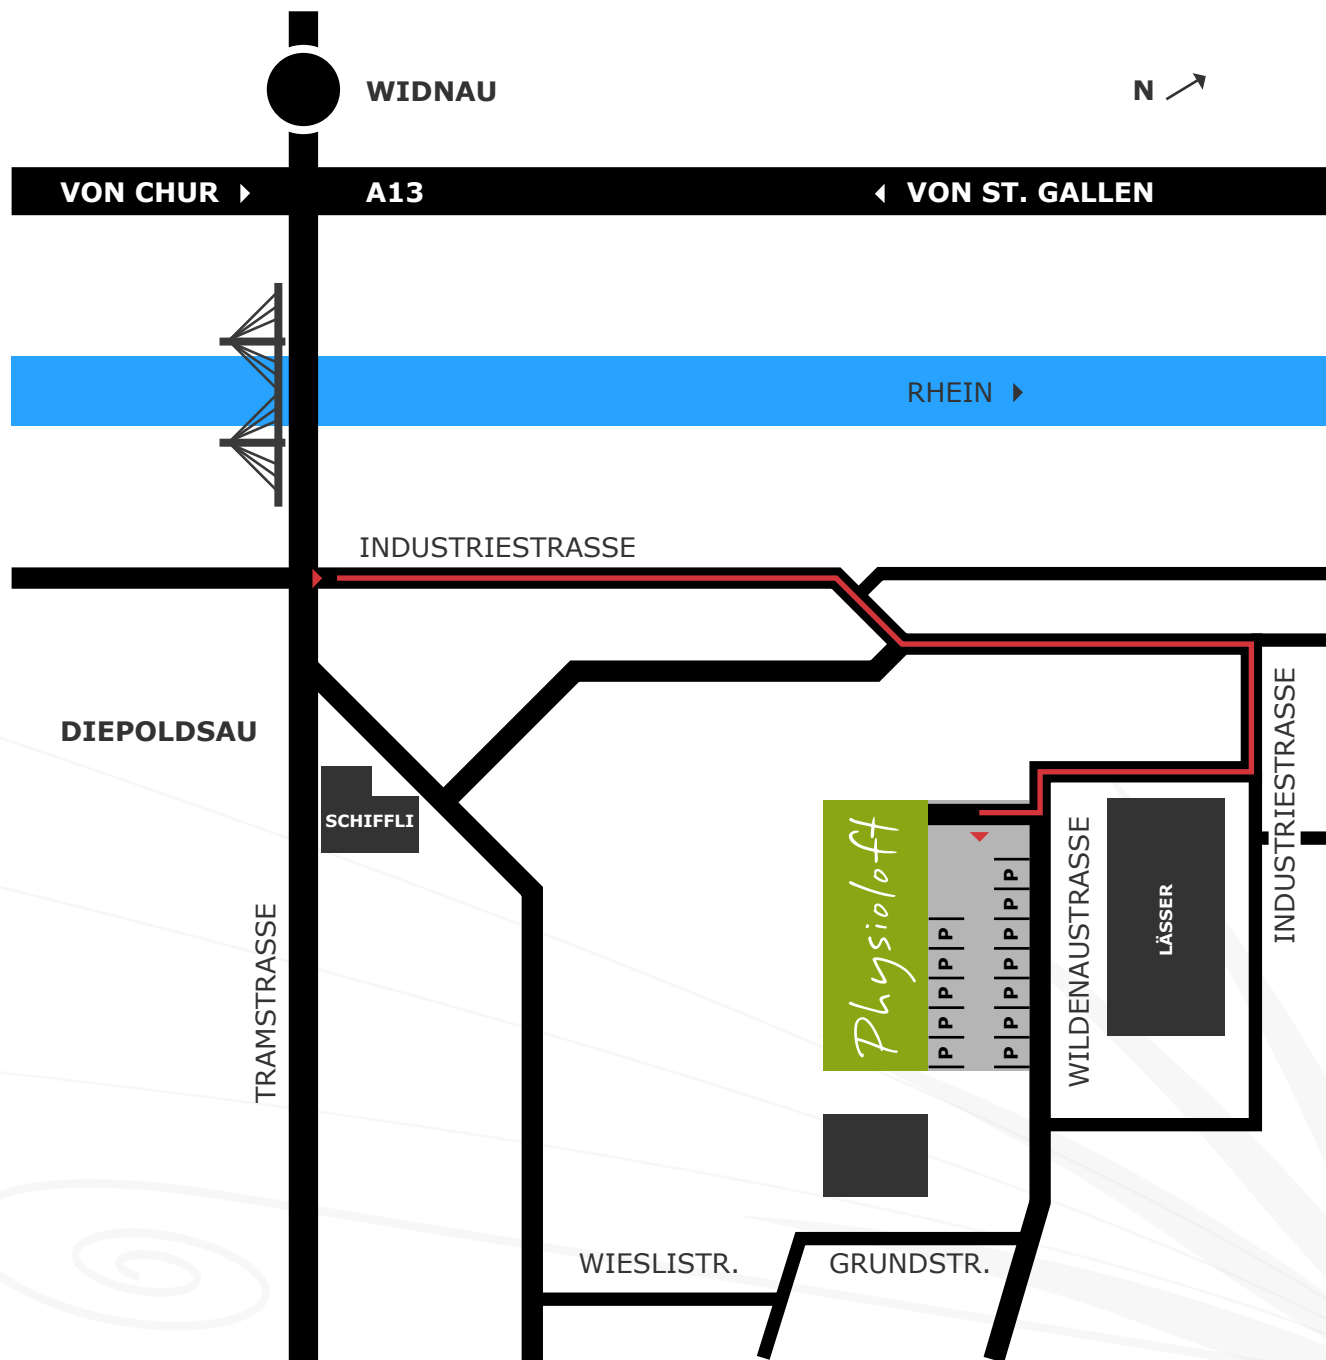 WIDNAU
N
VON CHUR
A13
VON ST. GALLEN
RHEIN
INDUSTRIESTRASSE
DIEPOLDSAU
SCHIFFLI
TRAMSTRASSE
Physioloft
P
P
P
P
P
P
P
P
P
P
P
P
WILDENAUSTRASSE
LÄSSER
INDUSTRIESTRASSE
WIESLISTR.
GRUNDSTR.